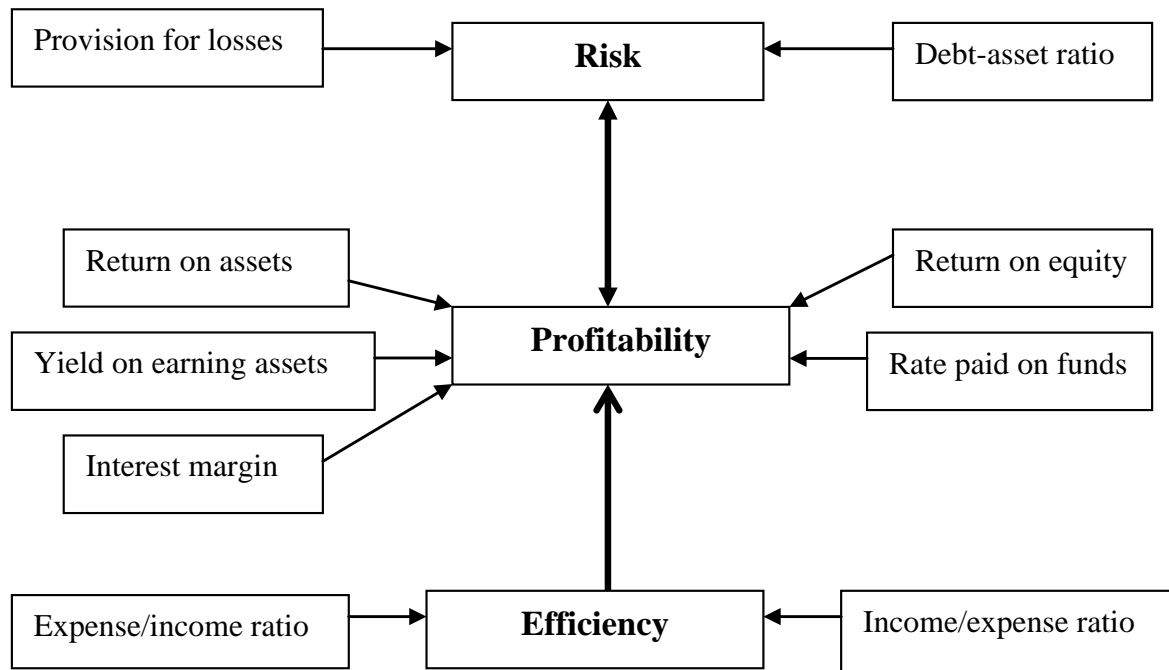 Provision for losses
Risk
Debt-asset ratio
Return on assets
Return on equity
Profitability
Yield on earning assets
Rate paid on funds
Interest margin
Expense/income ratio
Efficiency
Income/expense ratio